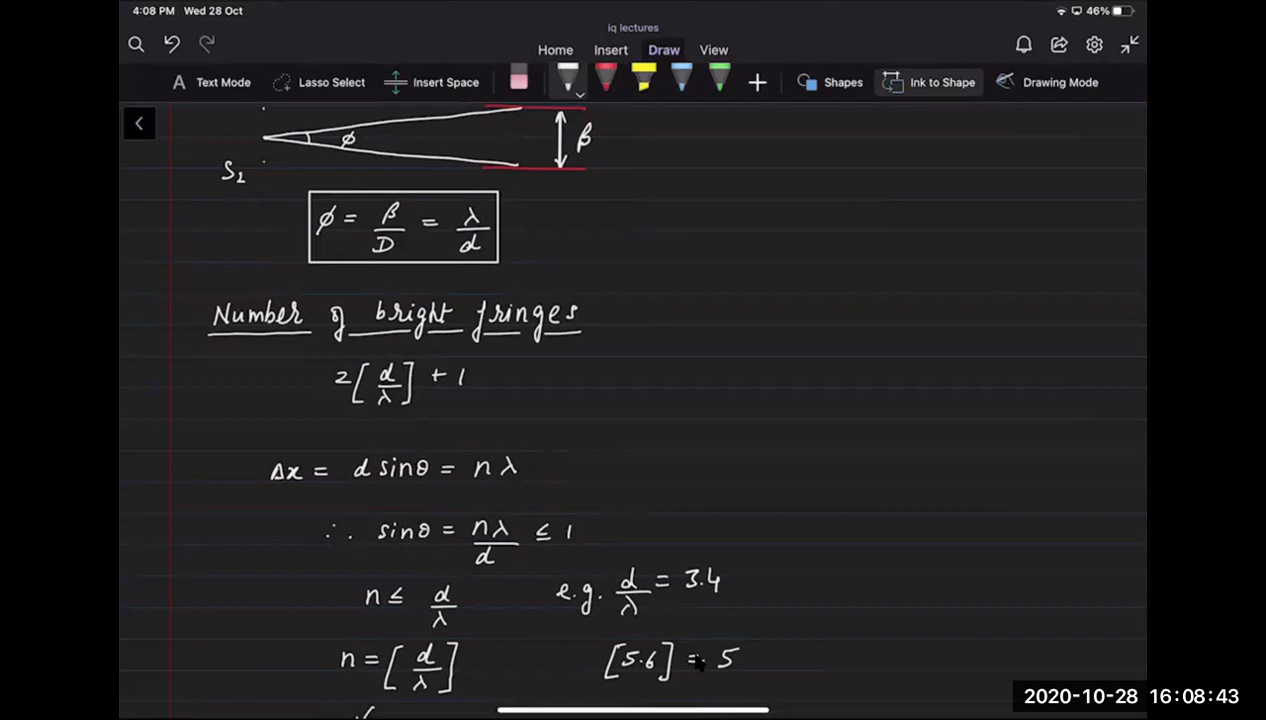 4:08 PM Wed 28 Oct
46%
iq lectures
Home Insert Draw View
Text Mode Lasso Select Insert Space Shapes Ink to Shape Drawing Mode
ϕ β
S₂
ϕ = β/D = λ/d
Number of bright fringes
2[d/λ] + 1
Δx = d sinθ = nλ
∴ sinθ = nλ/d ≤ 1
n ≤ d/λ e.g. d/λ = 3.4
n = [d/λ] [5.6] = 5
2020-10-28 16:08:43